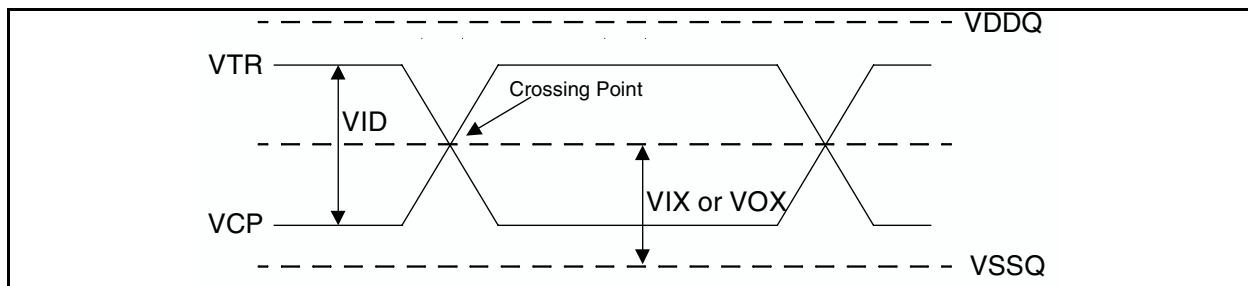 VDDQ
VTR
Crossing Point
VID
VIX or VOX
VCP
VSSQ